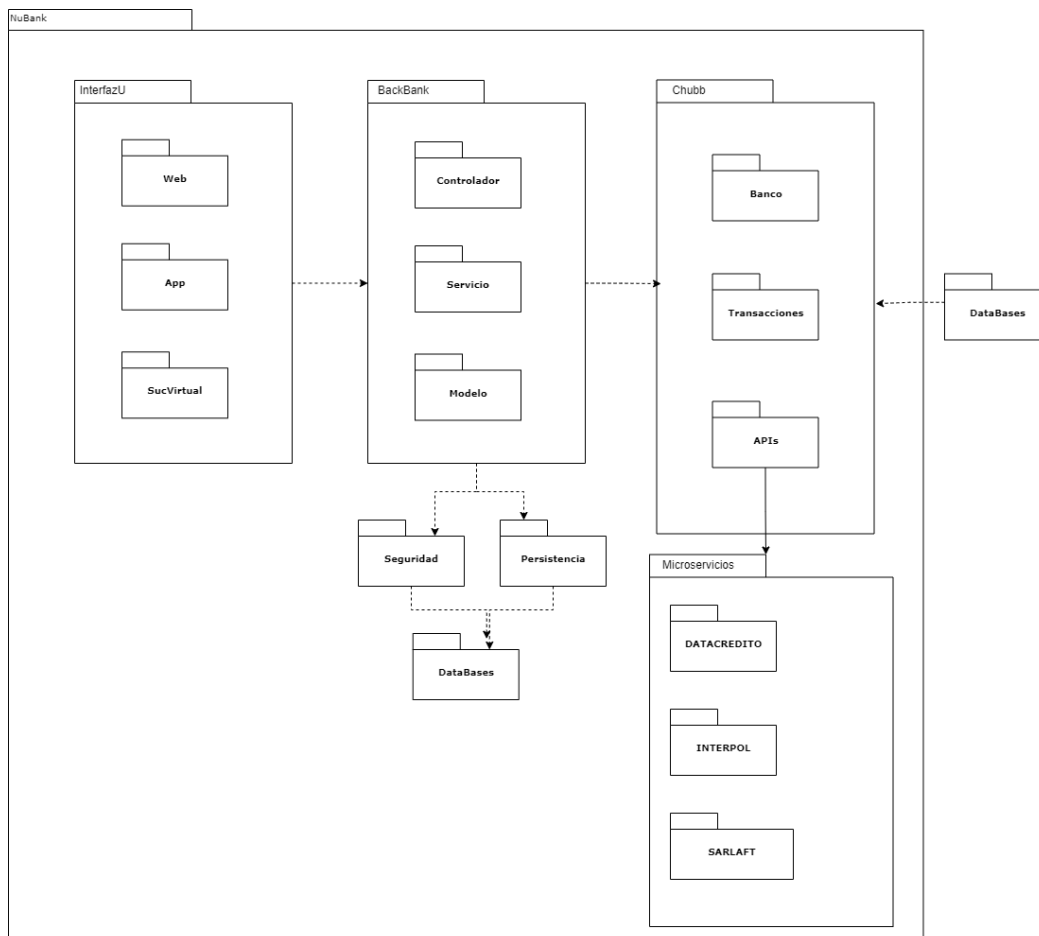 NuBank
InterfazU
BackBank
Chubb
Web
Controlador
Banco
App
Servicio
Transacciones
DataBases
SucVirtual
Modelo
APIs
Seguridad
Persistencia
Microservicios
DATACREDITO
DataBases
INTERPOL
SARLAFT